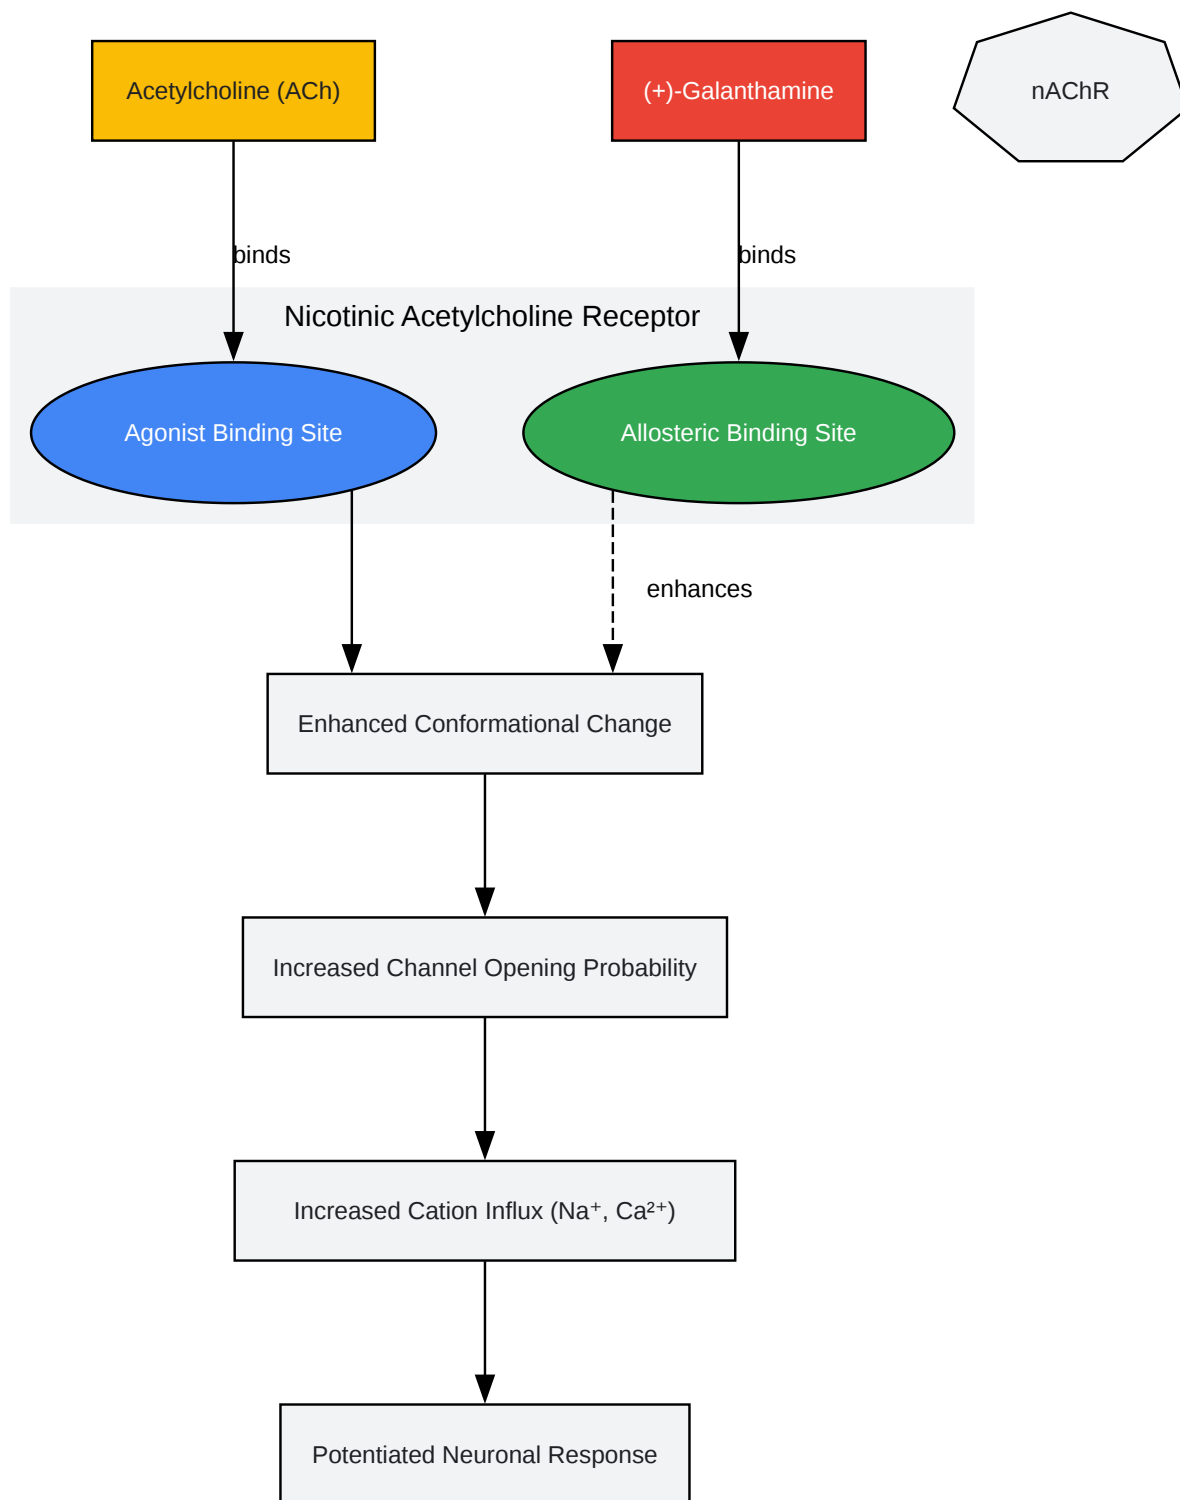 Acetylcholine (ACh)
(+)-Galanthamine
nAChR
binds
binds
Nicotinic Acetylcholine Receptor
Agonist Binding Site
Allosteric Binding Site
enhances
Enhanced Conformational Change
Increased Channel Opening Probability
Increased Cation Influx (Na⁺, Ca²⁺)
Potentiated Neuronal Response